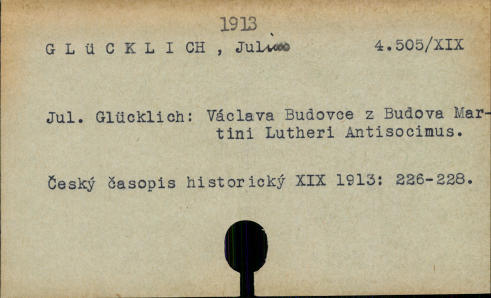 1913
GLüCKLICH, Jul. 4.505/XIX
Jul. Glücklich: Václava Budovce z Budova Mar-
tini Lutheri Antisocimus.
Český časopis historický XIX 1913: 226-228.